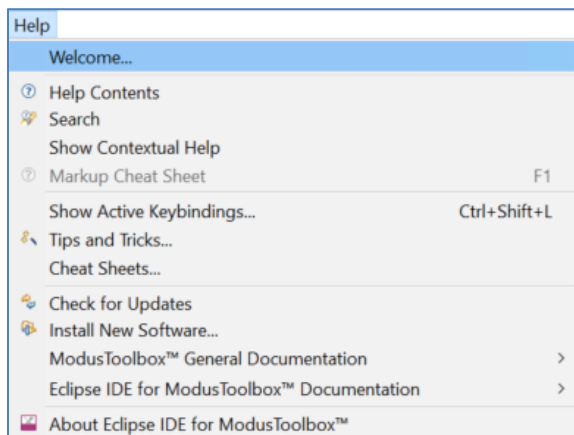 Help
Welcome...
Help Contents
Search
Show Contextual Help
Markup Cheat Sheet F1
Show Active Keybindings... Ctrl+Shift+L
Tips and Tricks...
Cheat Sheets...
Check for Updates
Install New Software...
ModusToolbox™ General Documentation >
Eclipse IDE for ModusToolbox™ Documentation >
About Eclipse IDE for ModusToolbox™